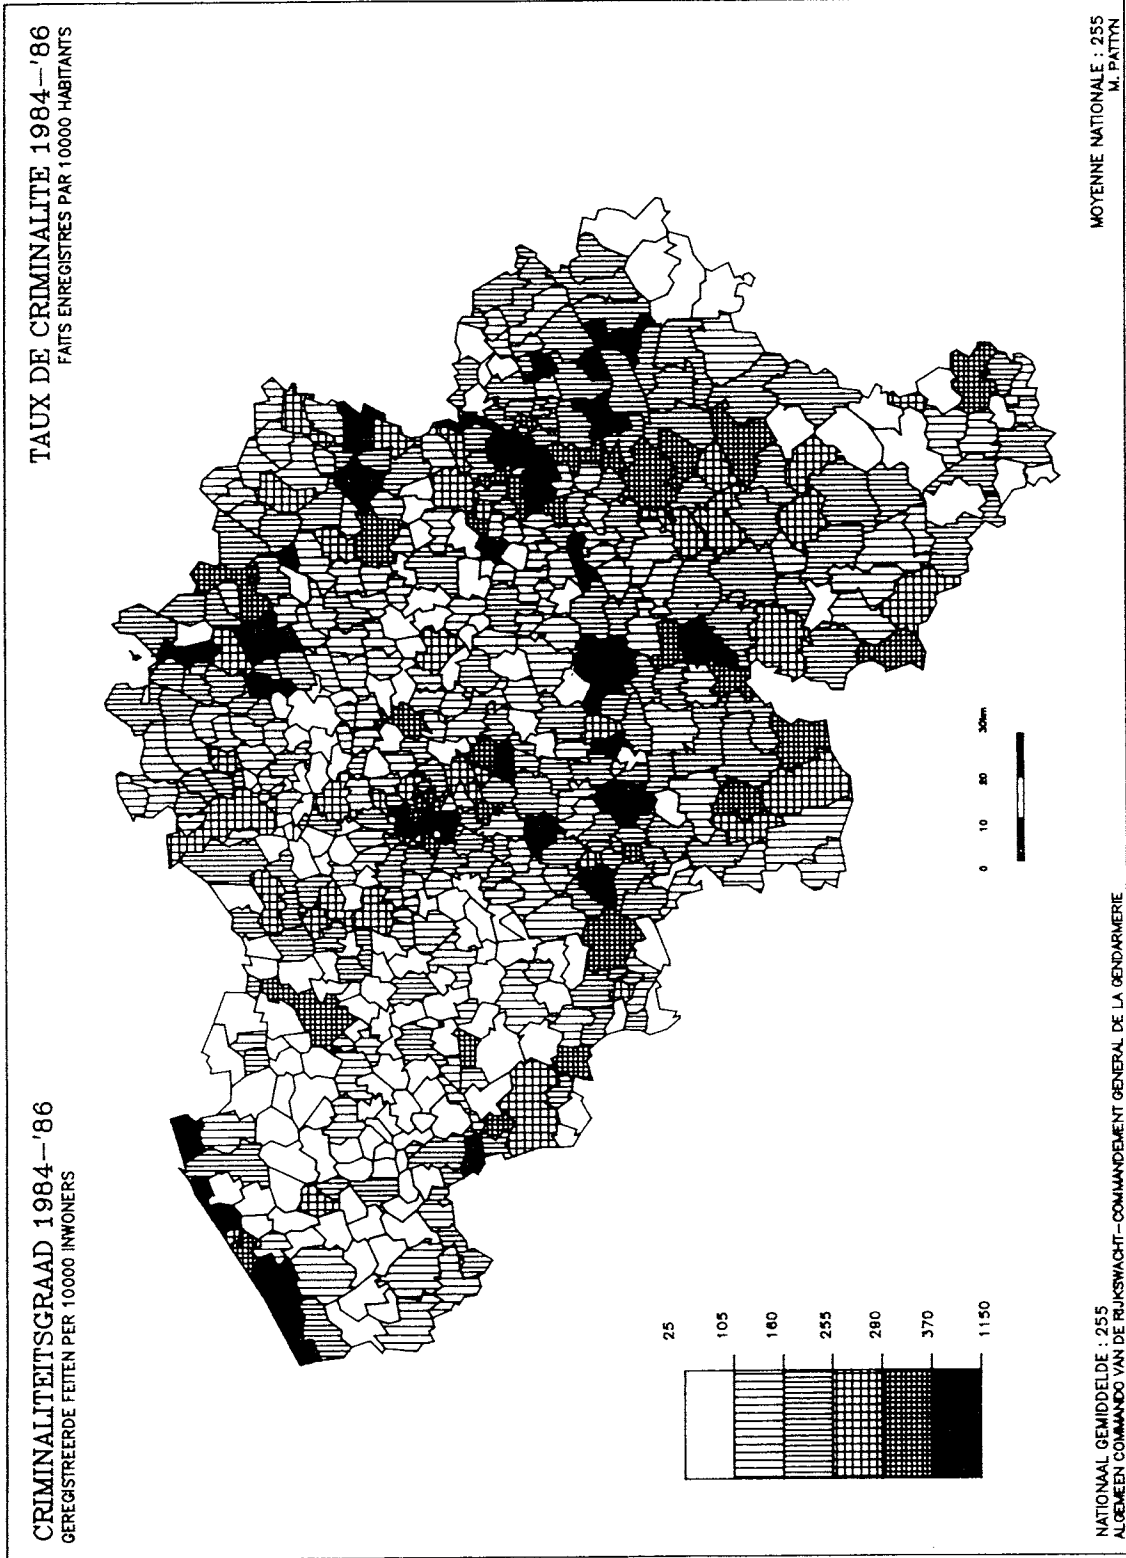 CRIMINALITEITSGRAAD 1984–'86
GEREGISTREERDE FEITEN PER 10000 INWONERS
TAUX DE CRIMINALITE 1984–'86
FAITS ENREGISTRES PAR 10000 HABITANTS
25
105
160
255
290
370
1150
0 10 20 30km
NATIONAAL GEMIDDELDE : 255
ALGEMEEN COMMANDO VAN DE RIJKSWACHT–COMMANDEMENT GENERAL DE LA GENDARMERIE
MOYENNE NATIONALE : 255
M. PATTYN